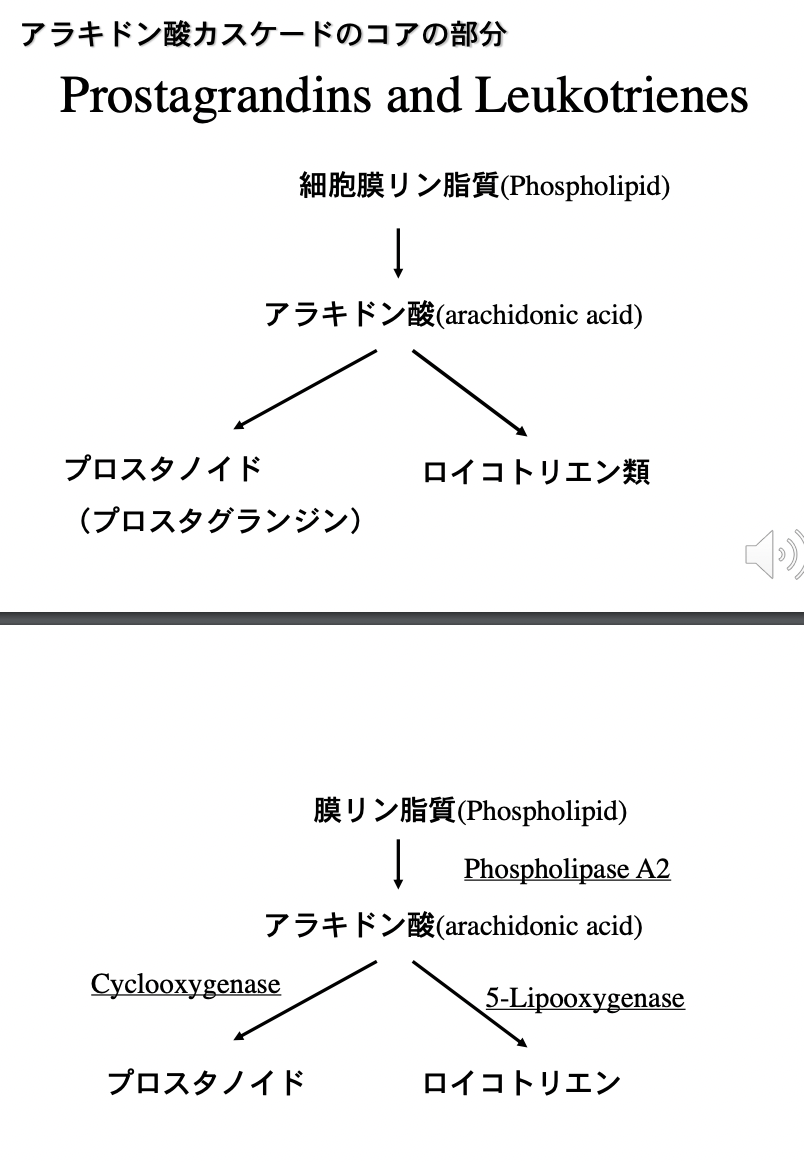 アラキドン酸カスケードのコアの部分
Prostagrandins and Leukotrienes
細胞膜リン脂質(Phospholipid)
アラキドン酸(arachidonic acid)
プロスタノイド
ロイコトリエン類
（プロスタグランジン）
膜リン脂質(Phospholipid)
Phospholipase A2
アラキドン酸(arachidonic acid)
Cyclooxygenase
5-Lipooxygenase
プロスタノイド
ロイコトリエン